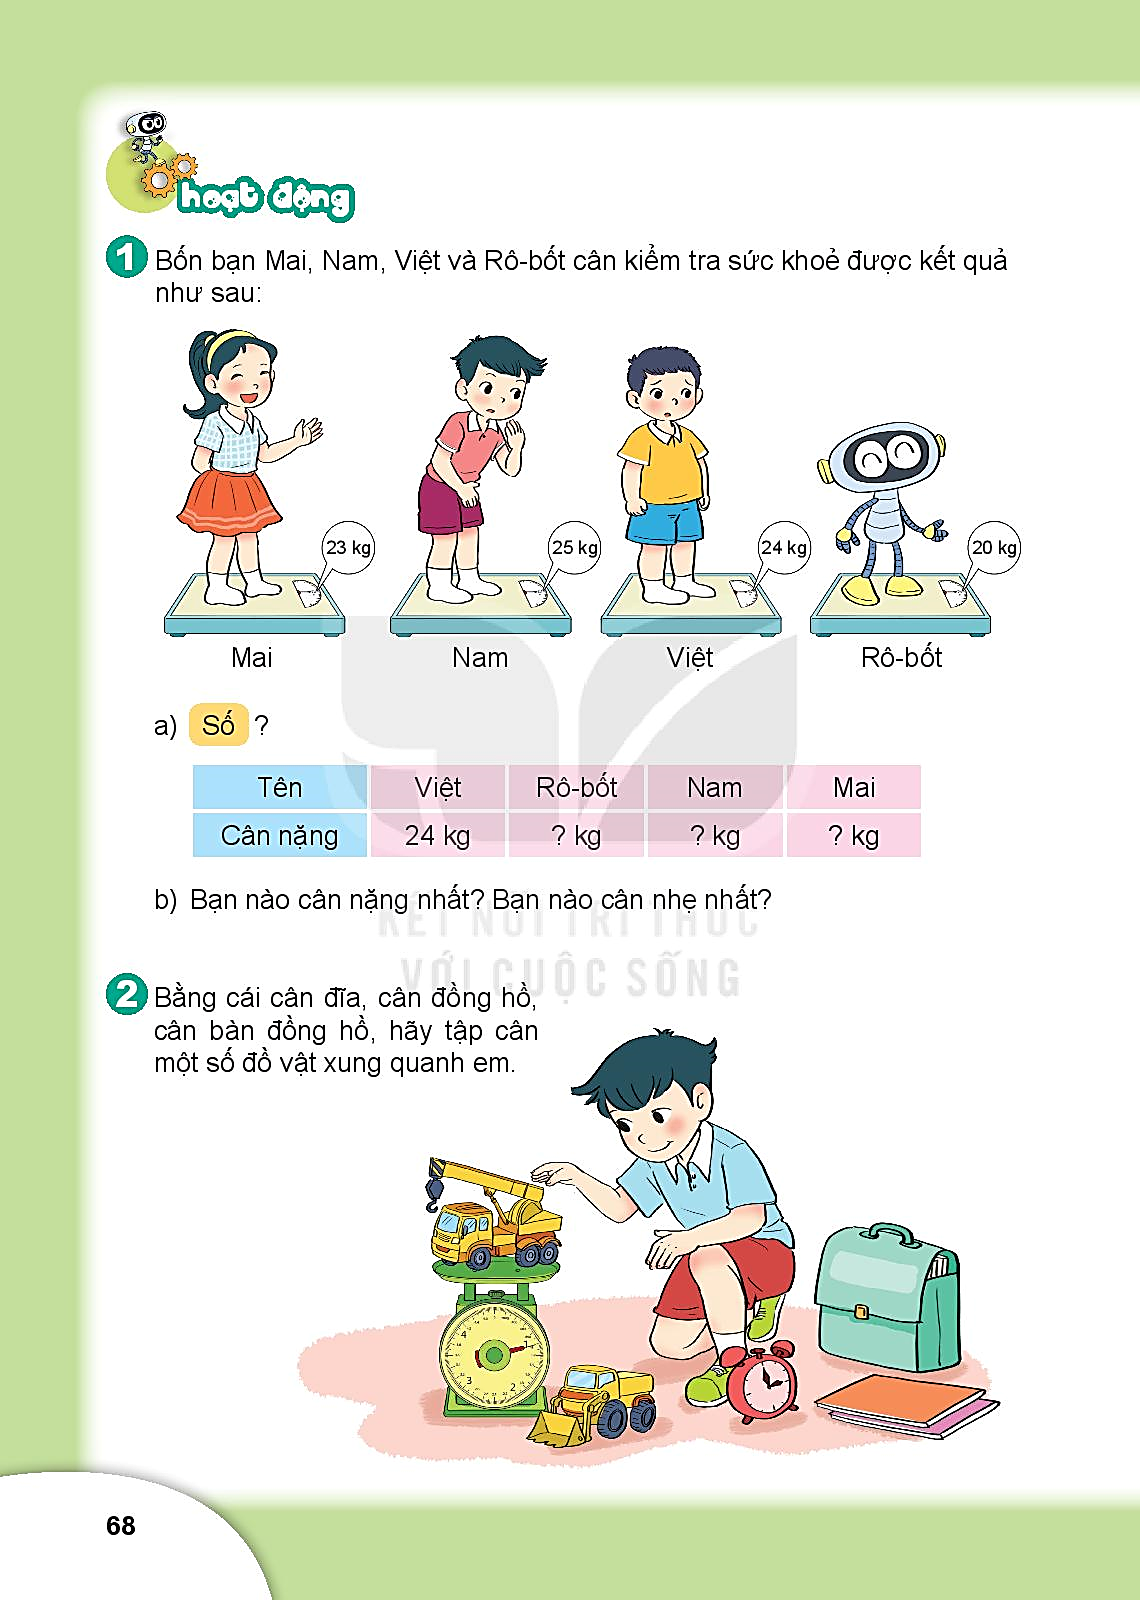 hoạt động
1 Bốn bạn Mai, Nam, Việt và Rô-bốt cân kiểm tra sức khoẻ được kết quả
như sau:
23 kg 25 kg 24 kg 20 kg
Mai Nam Việt Rô-bốt
a) Số ?
Tên Việt Rô-bốt Nam Mai
Cân nặng 24 kg ? kg ? kg ? kg
b) Bạn nào cân nặng nhất? Bạn nào cân nhẹ nhất?
KẾT NỐI TRI THỨC
VỚI CUỘC SỐNG
2 Bằng cái cân đĩa, cân đồng hồ,
cân bàn đồng hồ, hãy tập cân
một số đồ vật xung quanh em.
4 1
3 2
68